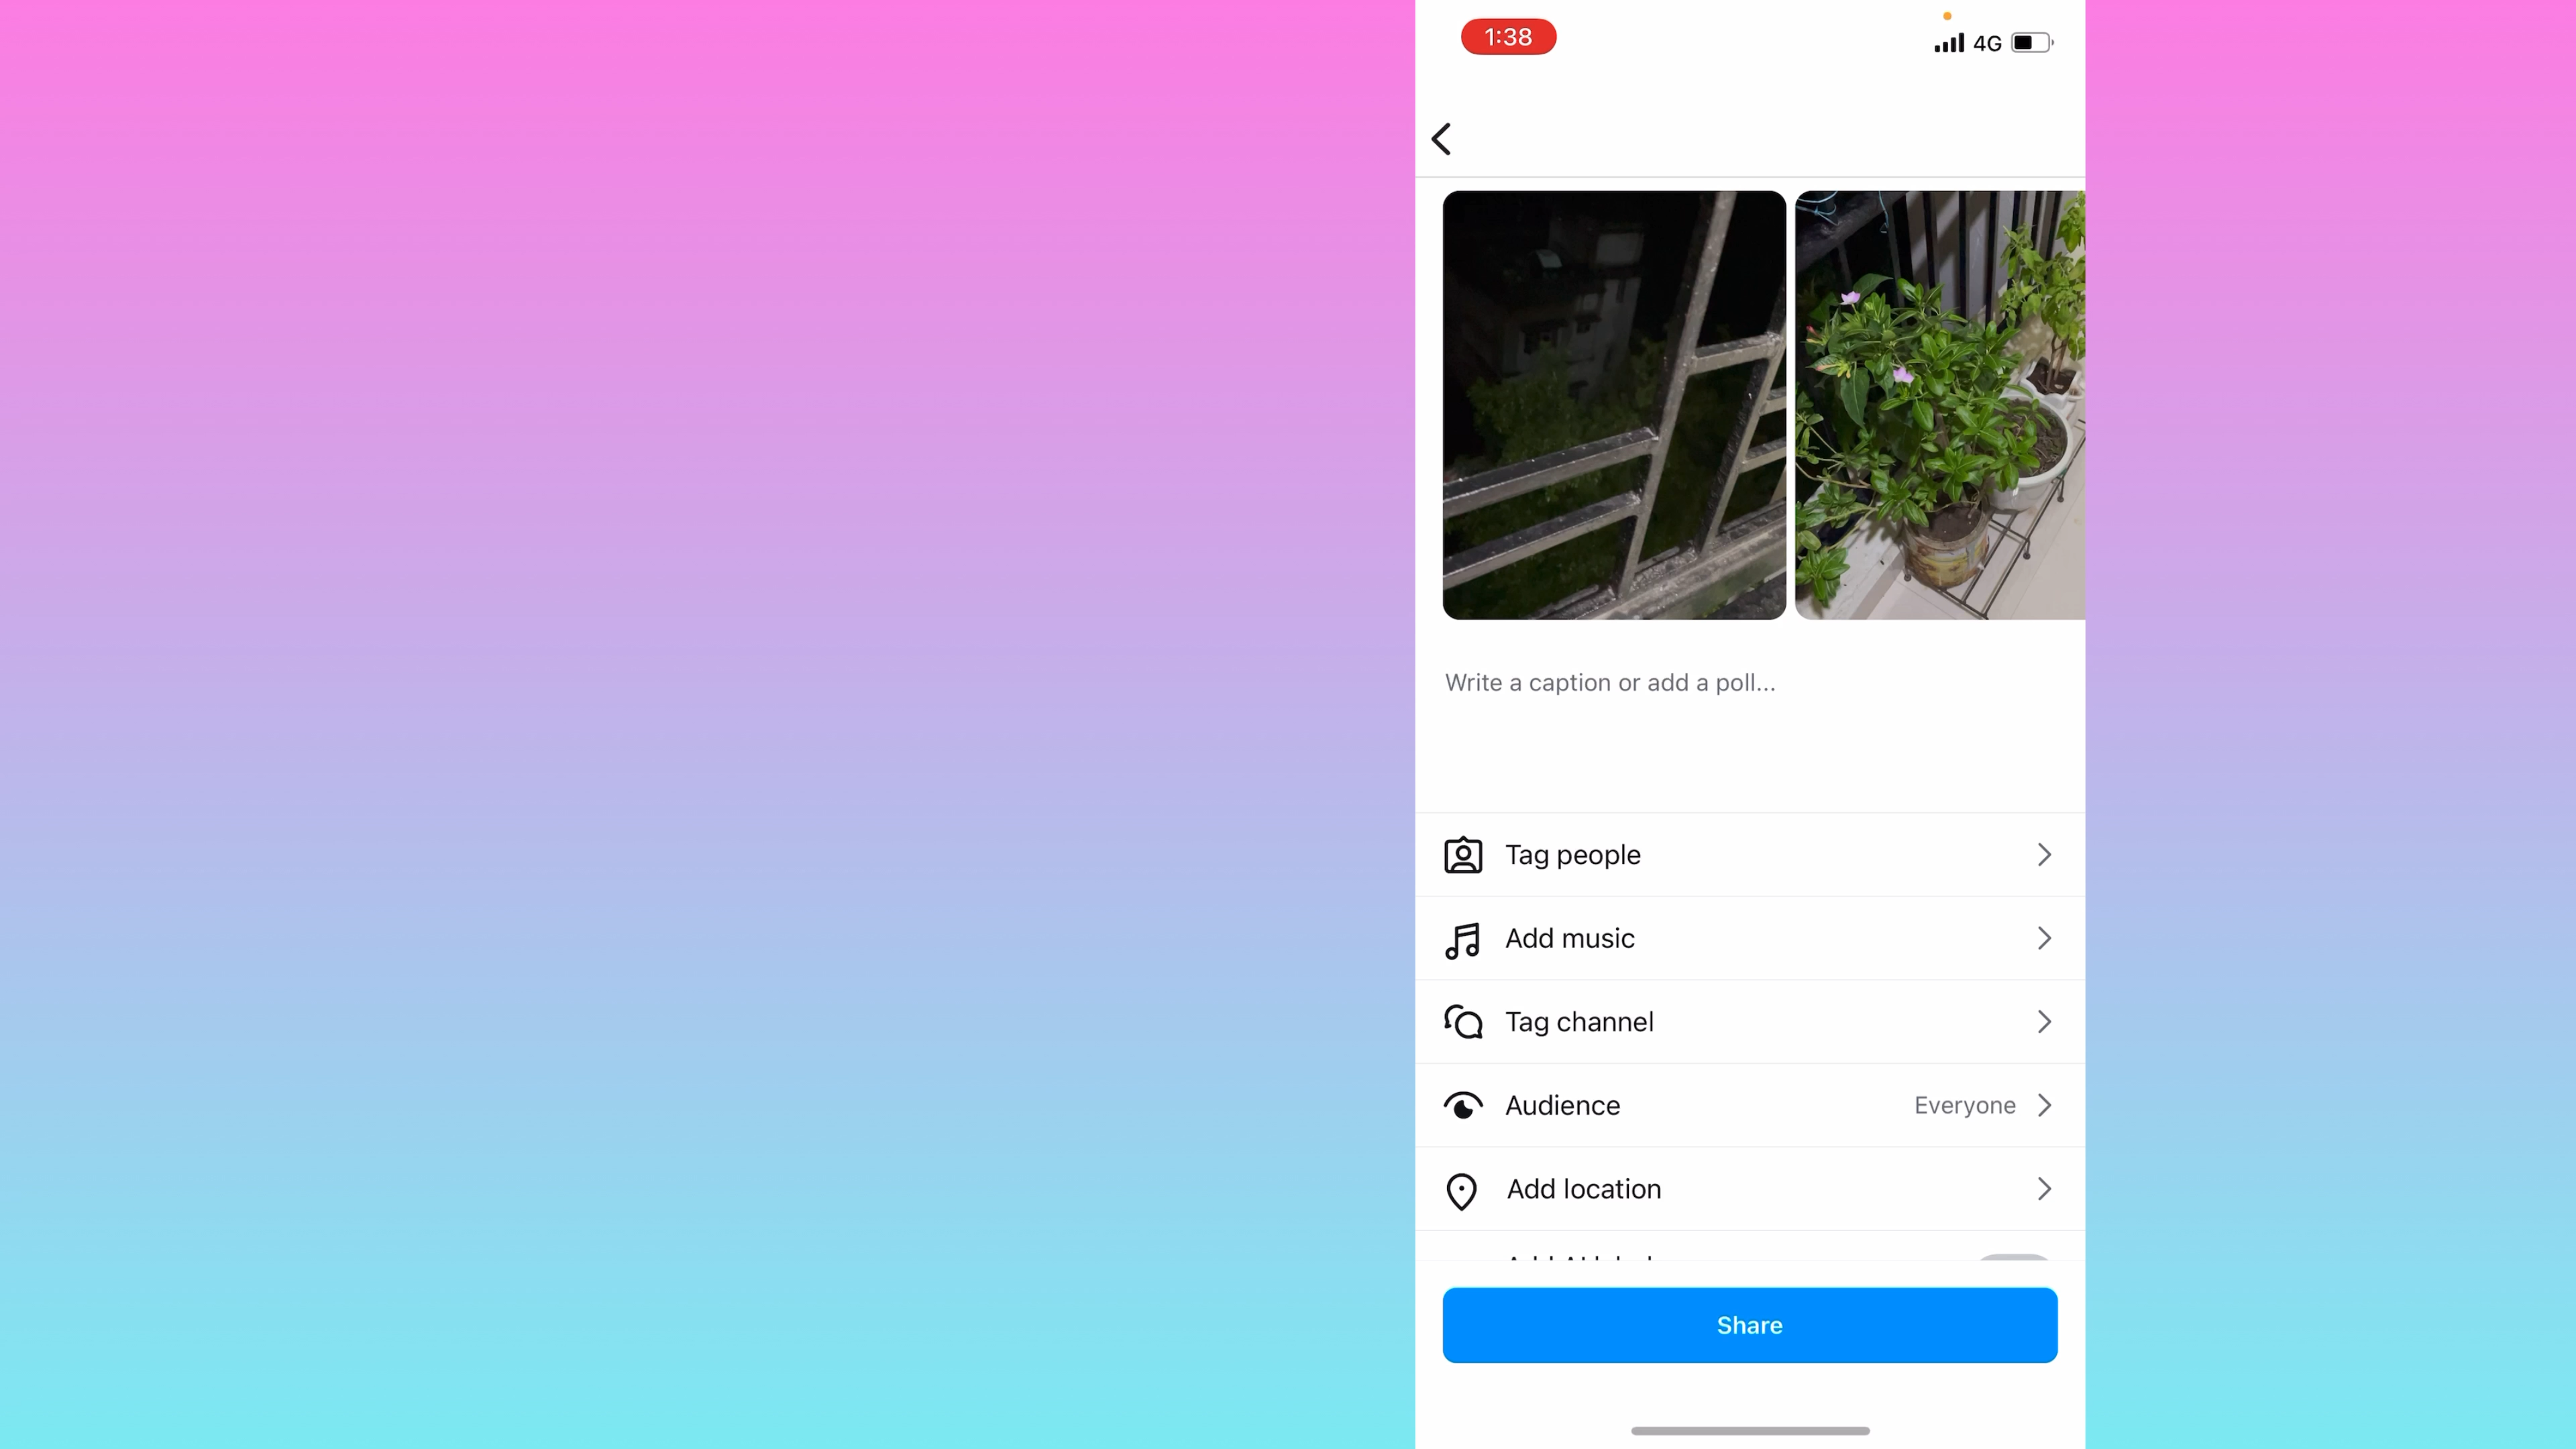 1:38
4G
Write a caption or add a poll...
Tag people
Add music
Tag channel
Audience
Everyone
Add location
Share